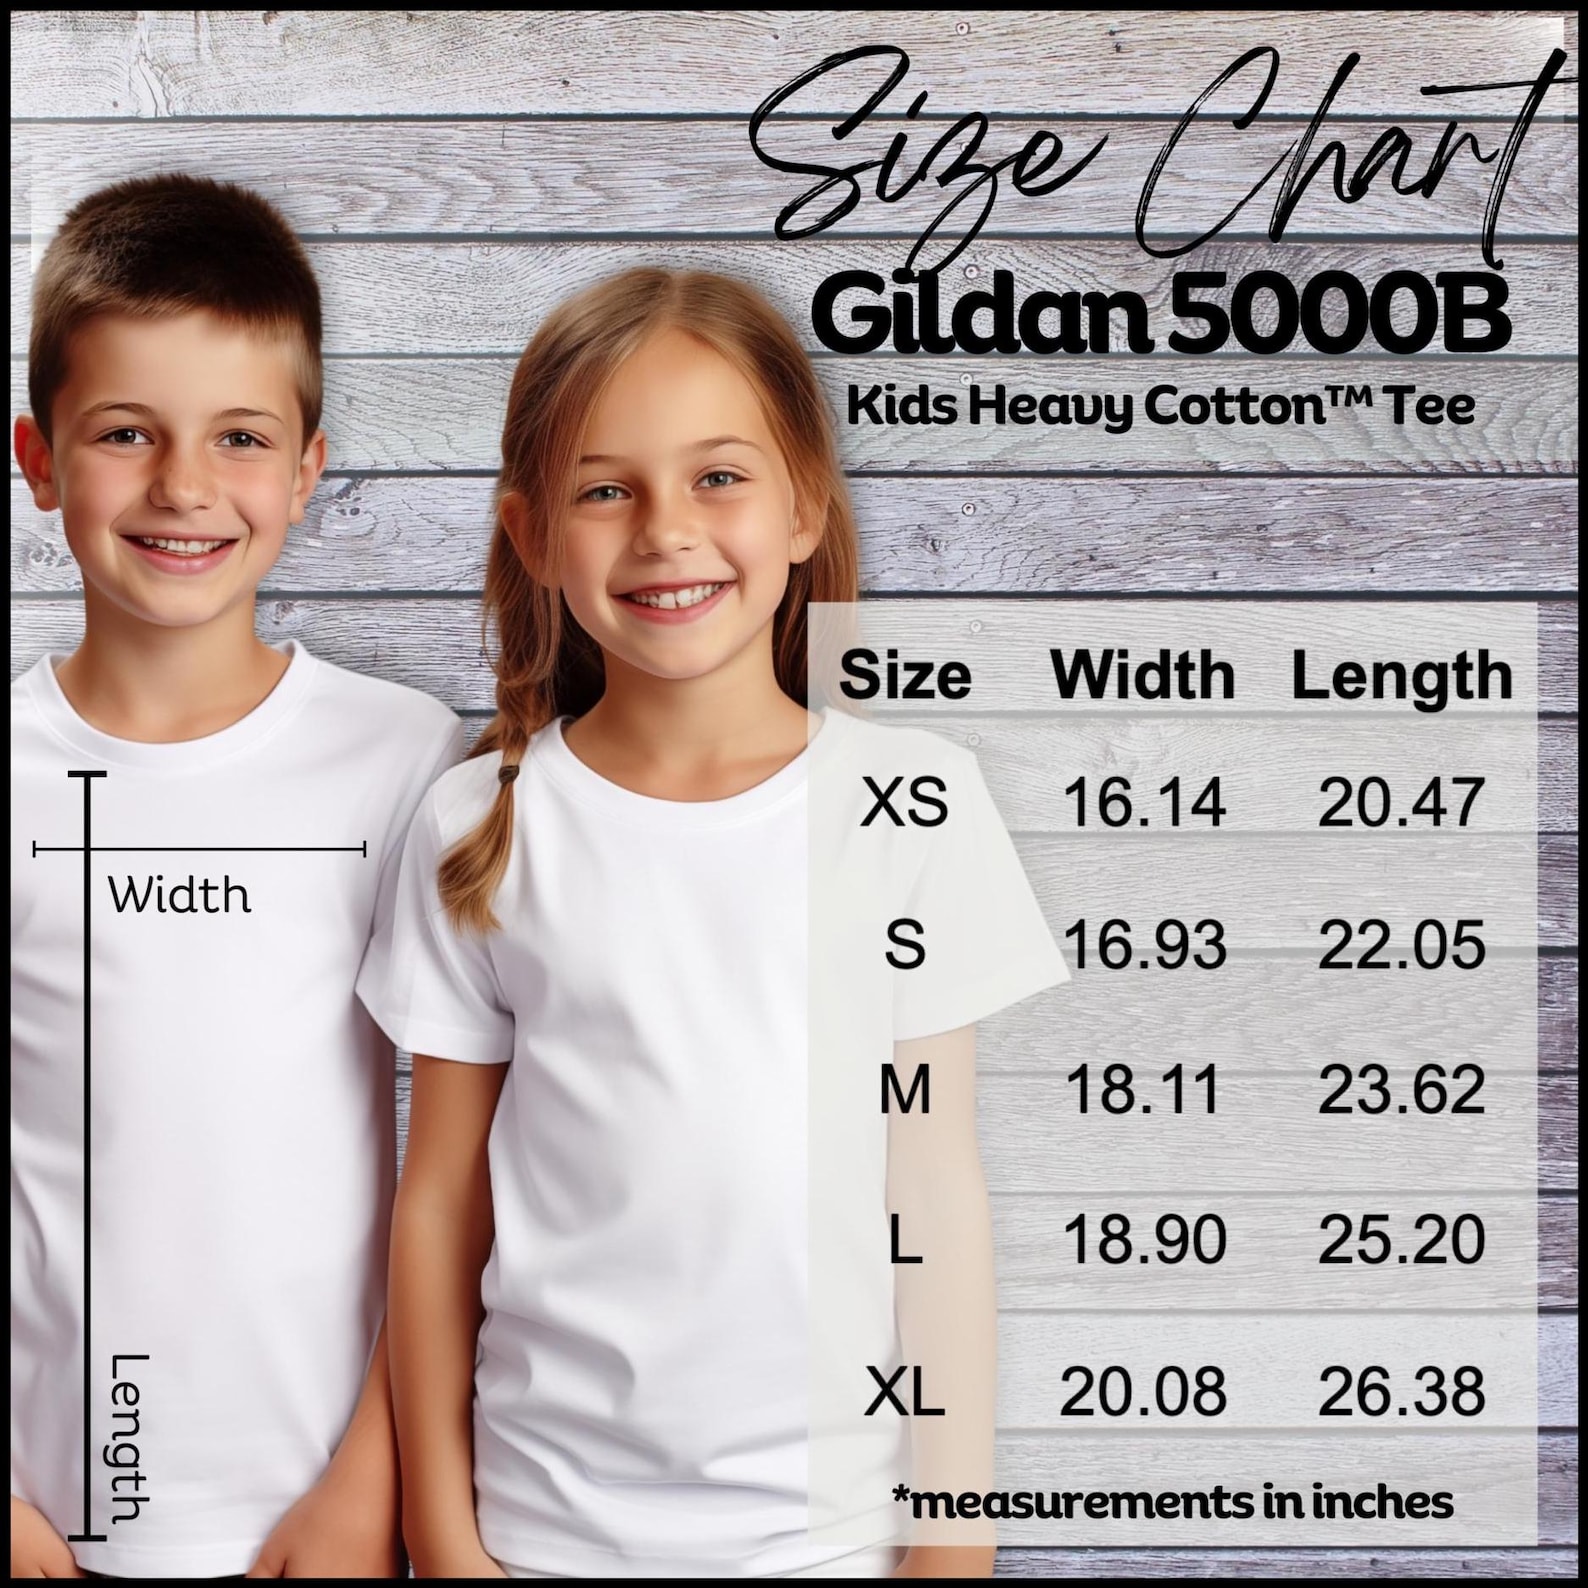 Size Chart
Gildan 5000B
Kids Heavy Cotton™ Tee
Size Width Length
XS 16.14 20.47
S 16.93 22.05
M 18.11 23.62
L 18.90 25.20
XL 20.08 26.38
*measurements in inches
Width
Length